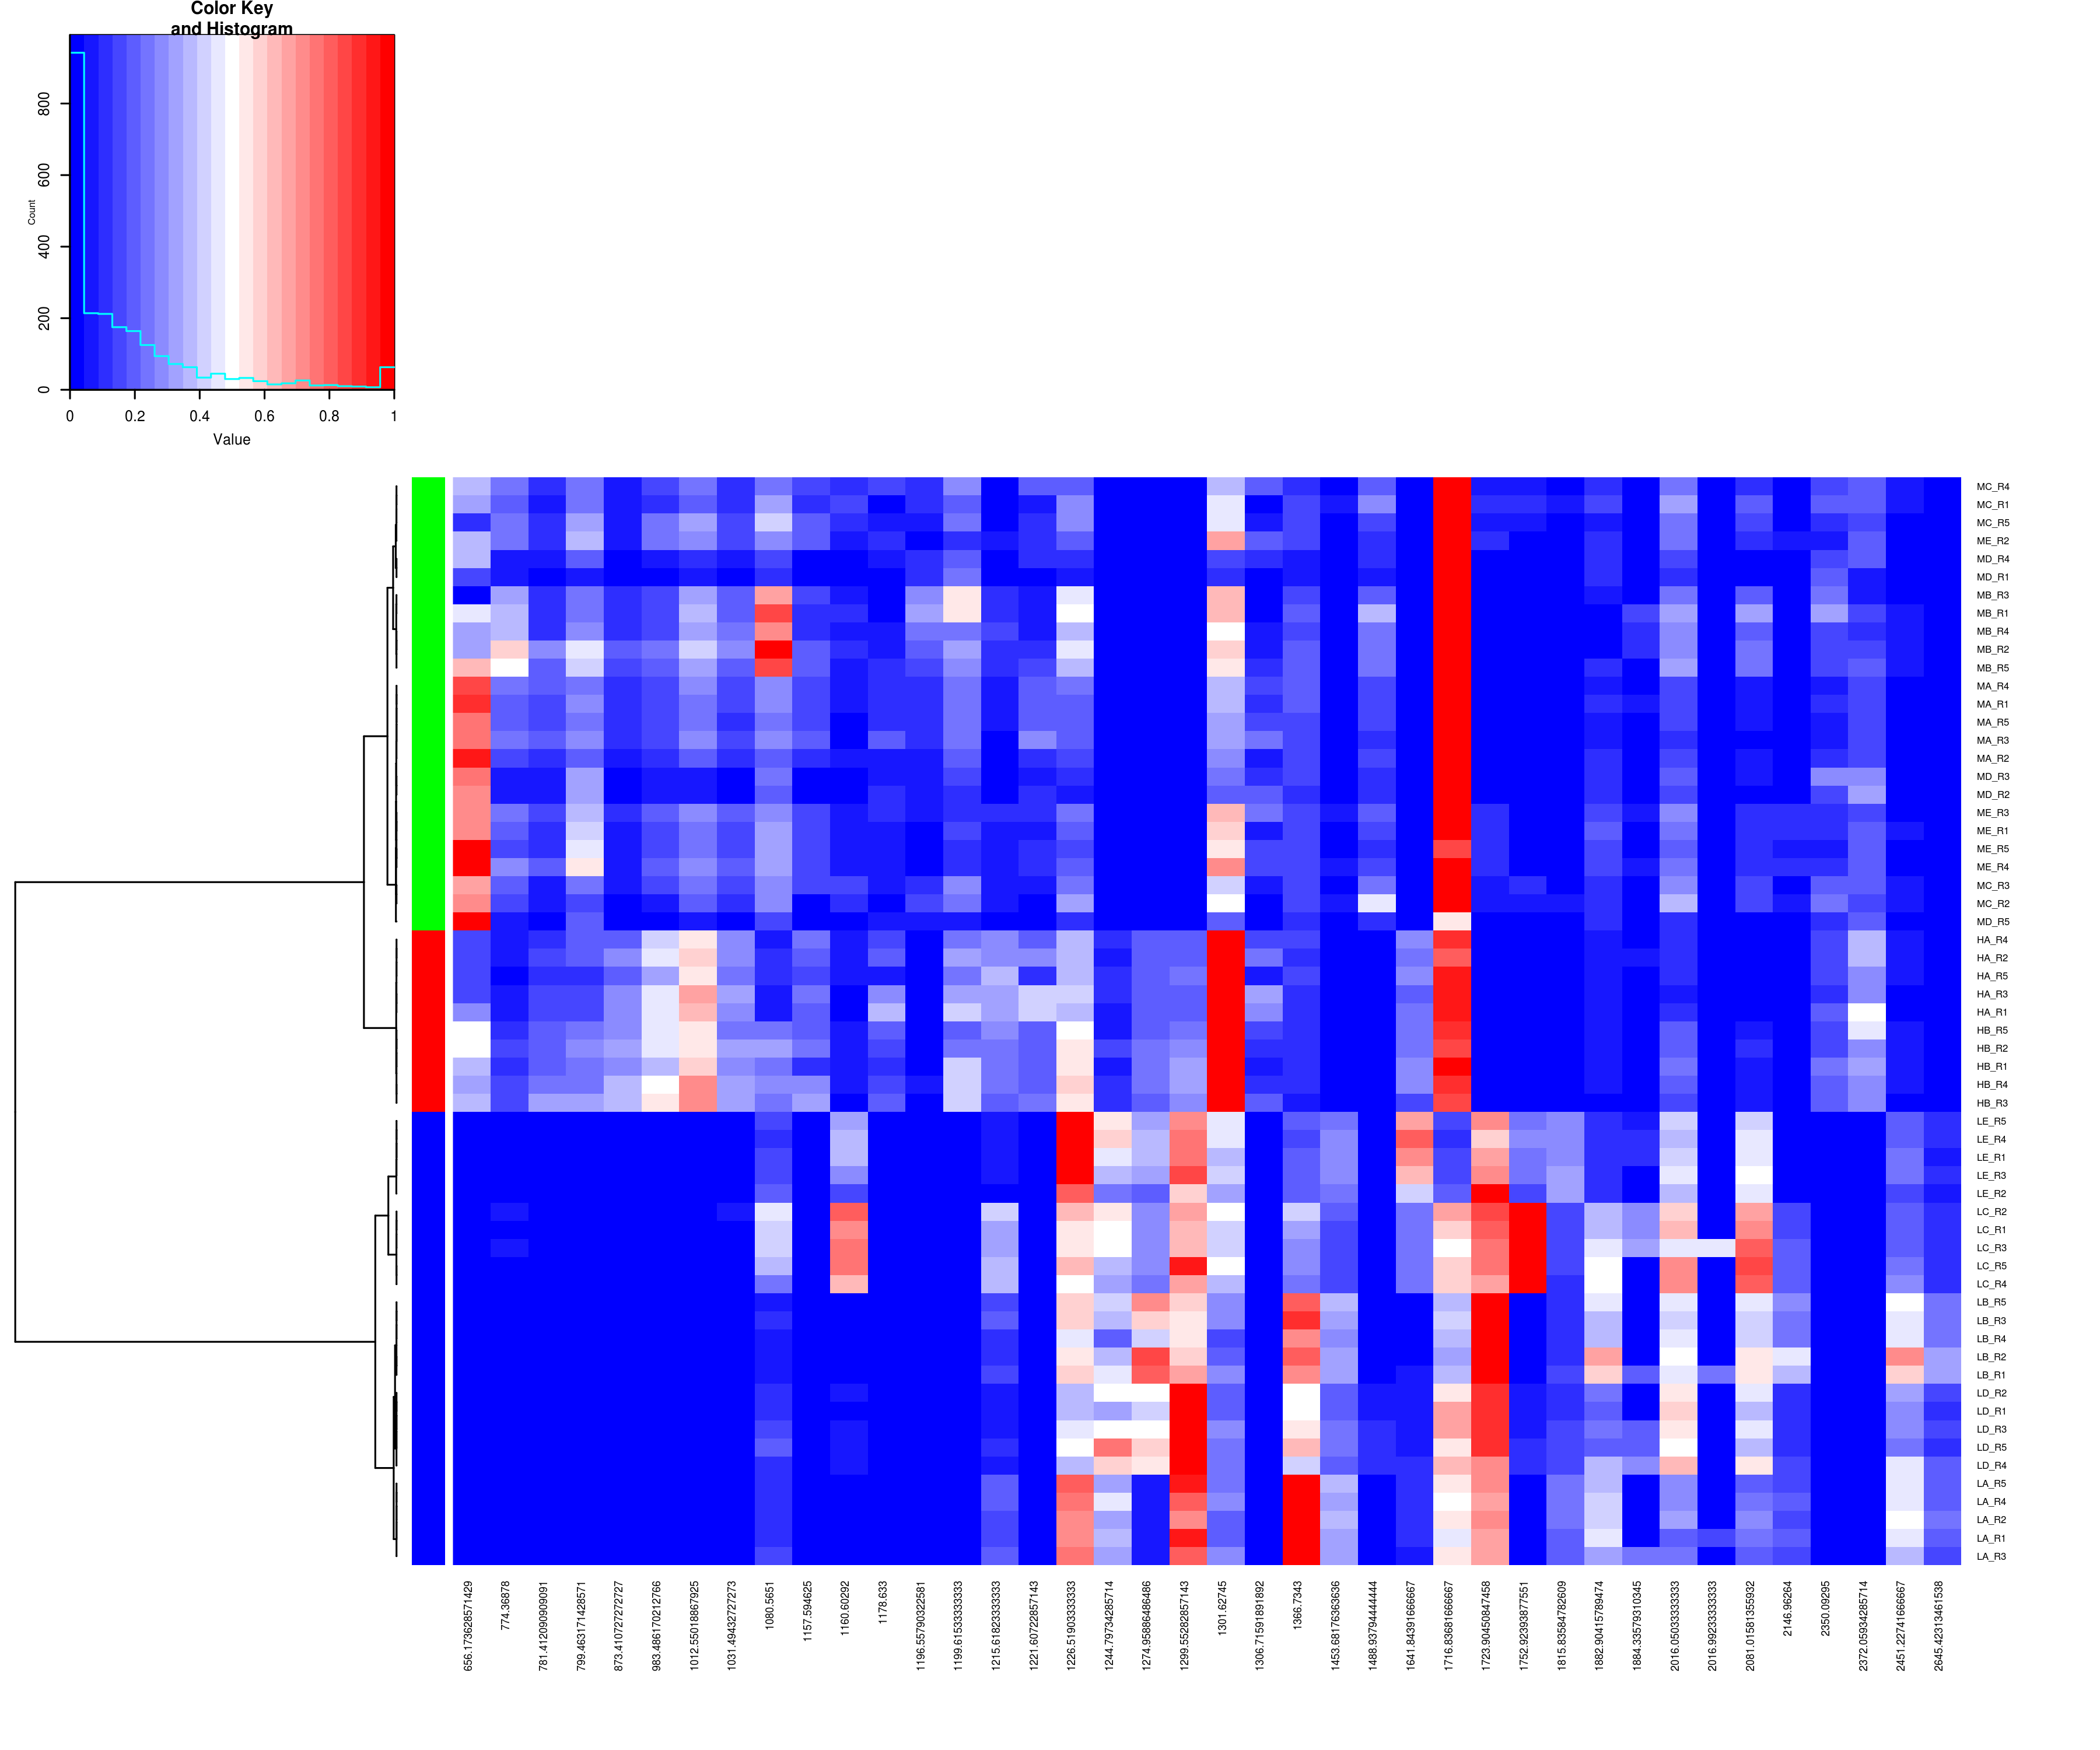 Color Key
and Histogram
Count
0
200
400
600
800
0 0.2 0.4 0.6 0.8 1
Value
MC_R4
MC_R1
MC_R5
ME_R2
MD_R4
MD_R1
MB_R3
MB_R1
MB_R4
MB_R2
MB_R5
MA_R4
MA_R1
MA_R5
MA_R3
MA_R2
MD_R3
MD_R2
ME_R3
ME_R1
ME_R5
ME_R4
MC_R3
MC_R2
MD_R5
HA_R4
HA_R2
HA_R5
HA_R3
HA_R1
HB_R5
HB_R2
HB_R1
HB_R4
HB_R3
LE_R5
LE_R4
LE_R1
LE_R3
LE_R2
LC_R2
LC_R1
LC_R3
LC_R5
LC_R4
LB_R5
LB_R3
LB_R4
LB_R2
LB_R1
LD_R2
LD_R1
LD_R3
LD_R5
LD_R4
LA_R5
LA_R4
LA_R2
LA_R1
LA_R3
656.173628571429
774.36878
781.412090909091
799.463171428571
873.410727272727
983.486170212766
1012.55018867925
1031.49432727273
1080.5651
1157.594625
1160.60292
1178.633
1196.55790322581
1199.61533333333
1215.61823333333
1221.60722857143
1226.51903333333
1244.79734285714
1274.95886486486
1299.55282857143
1301.62745
1306.71591891892
1366.7343
1453.68176363636
1488.93794444444
1641.84391666667
1716.83681666667
1723.90450847458
1752.92393877551
1815.83584782609
1882.90415789474
1884.33579310345
2016.05033333333
2016.99233333333
2081.01581355932
2146.96264
2350.09295
2372.05934285714
2451.22741666667
2645.42313461538